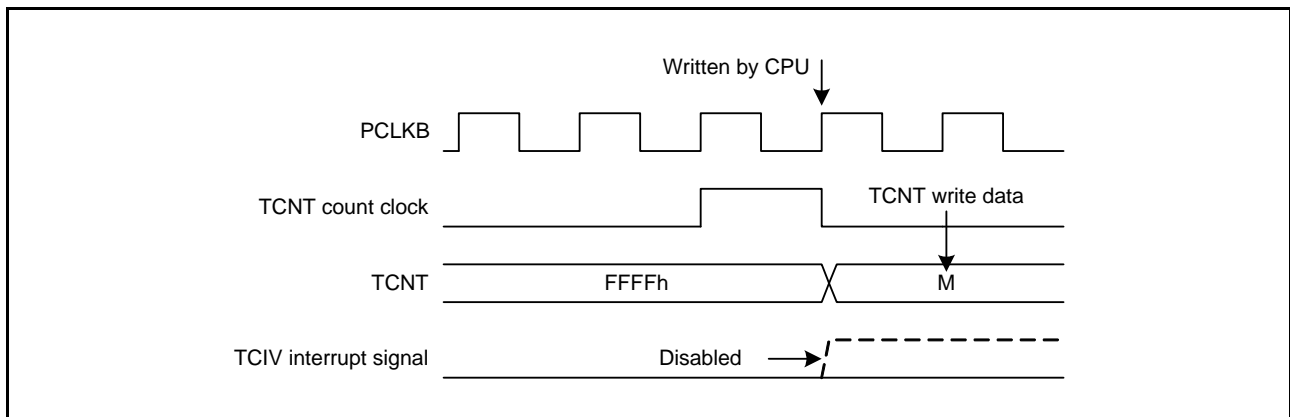 Written by CPU
PCLKB
TCNT count clock
TCNT write data
TCNT
FFFFh
M
TCIV interrupt signal
Disabled